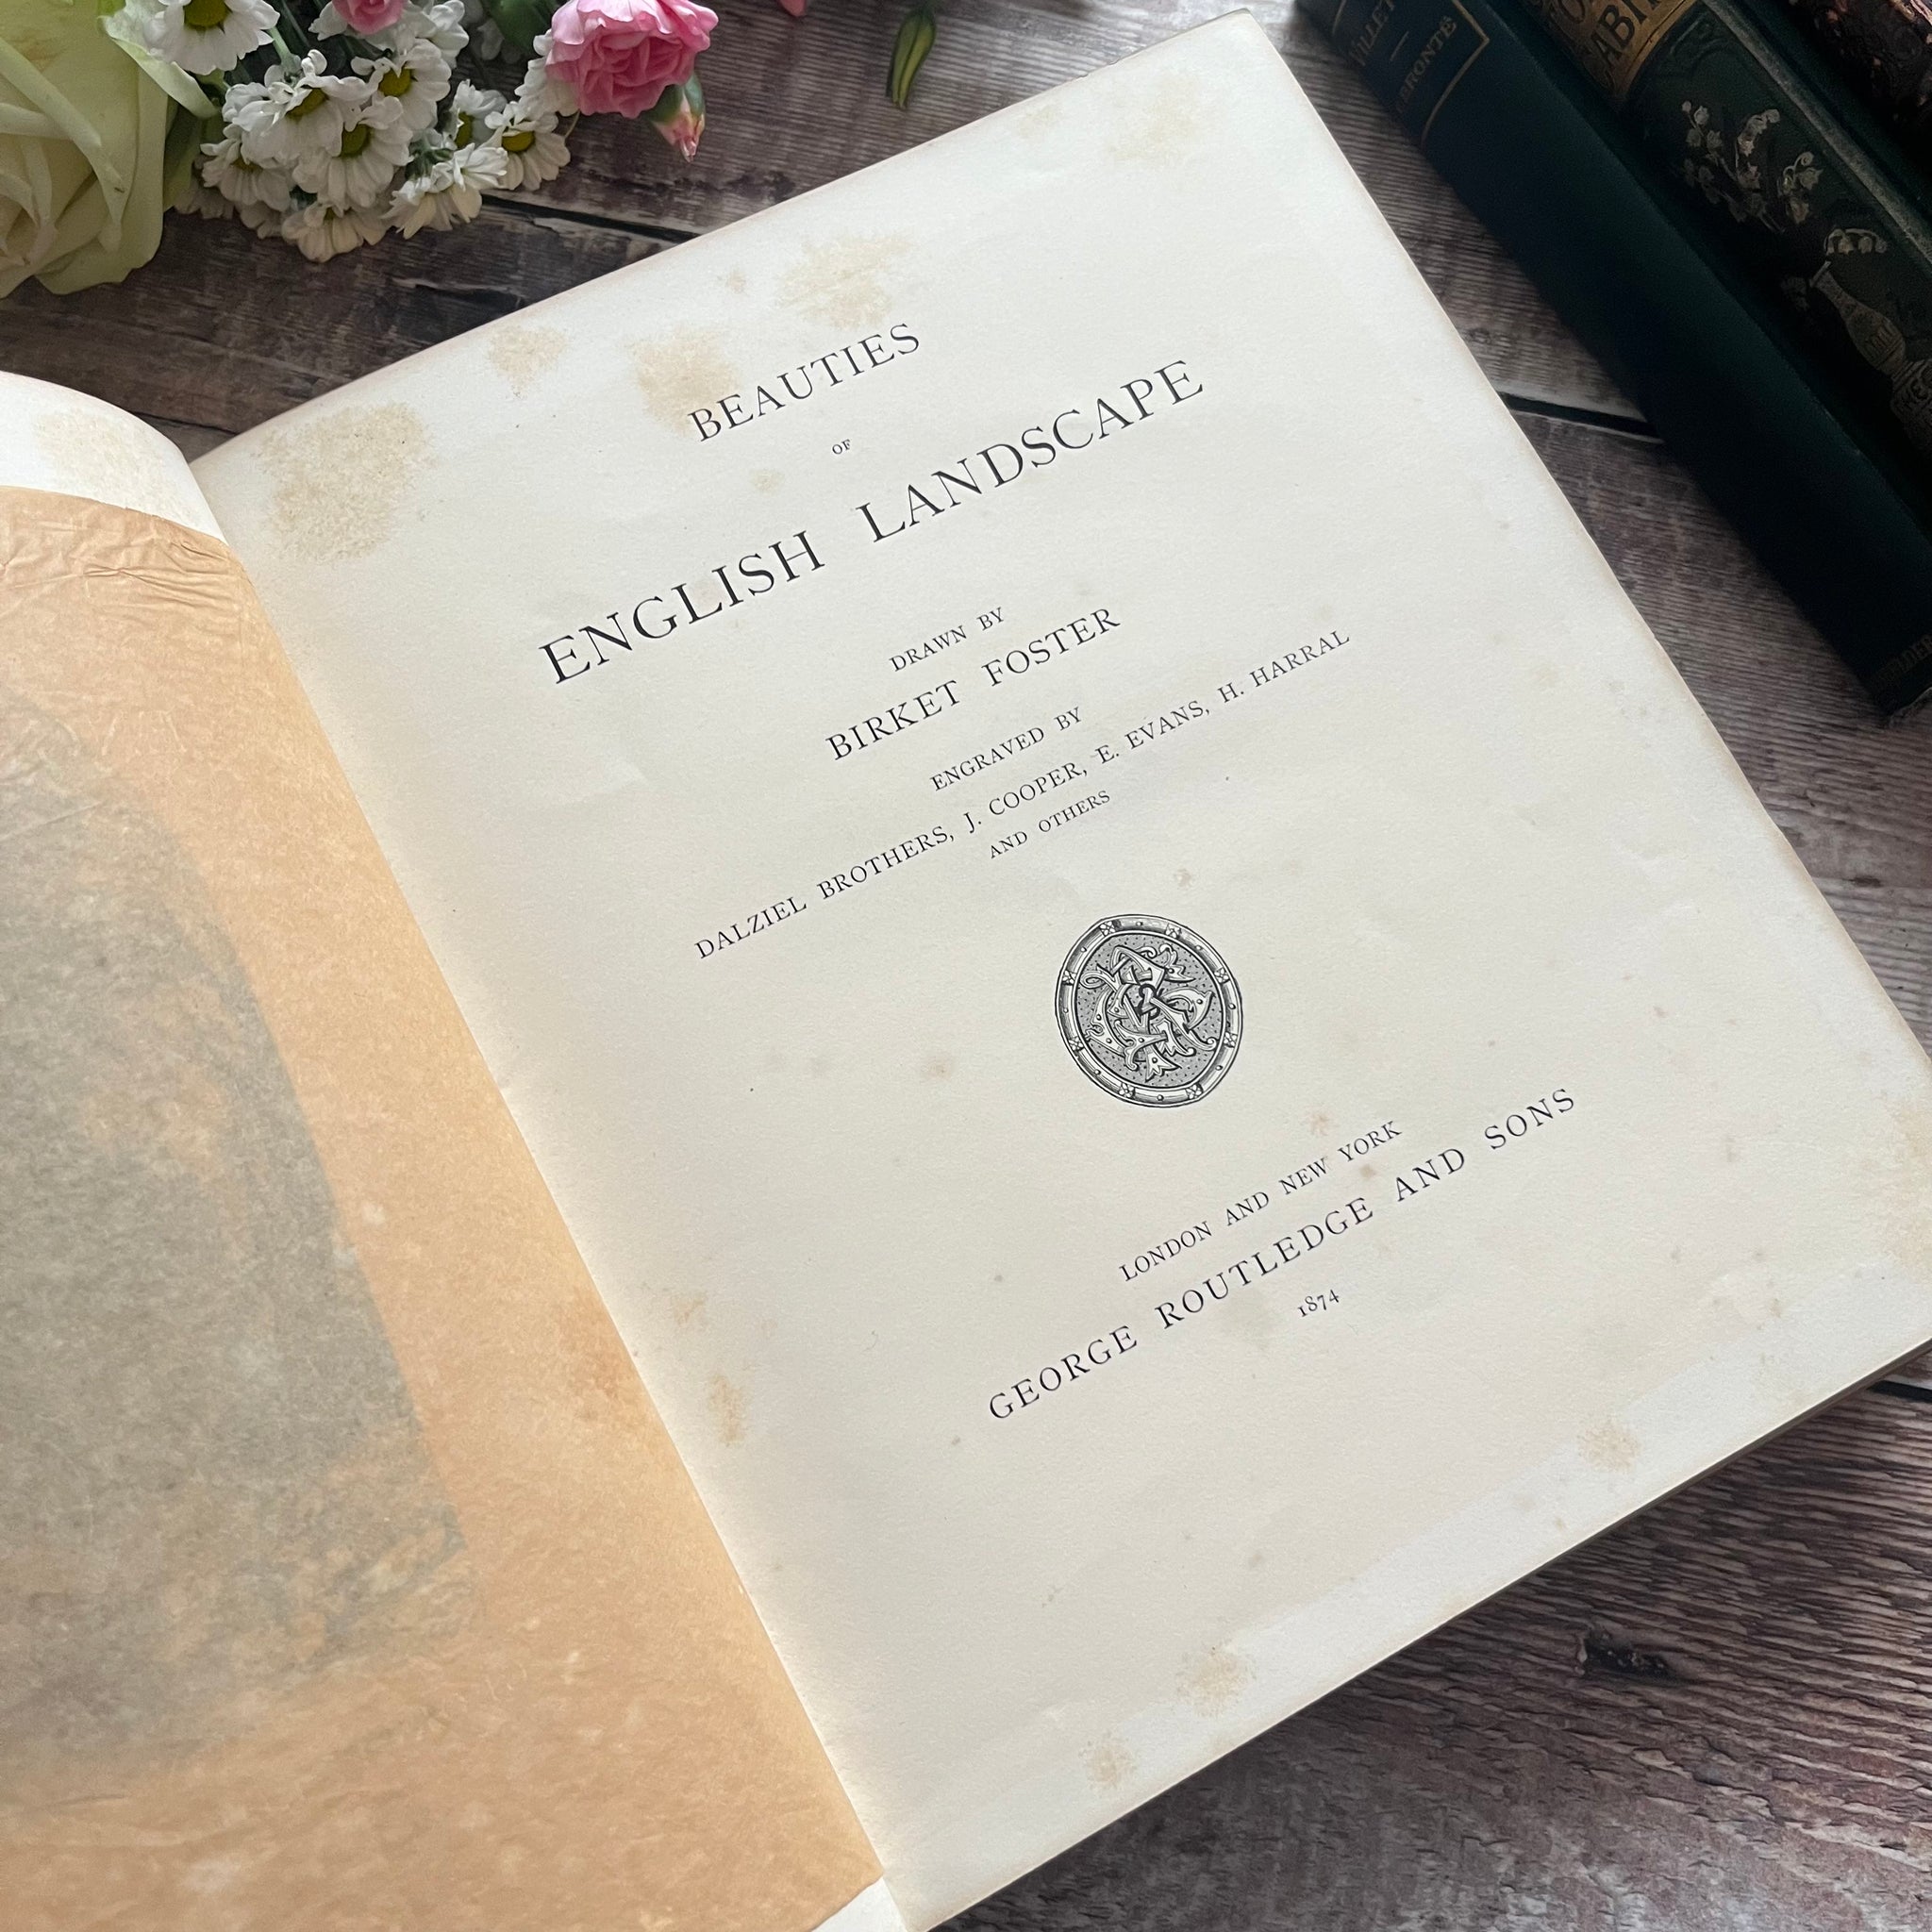 BEAUTIES
OF
ENGLISH LANDSCAPE
DRAWN BY
BIRKET FOSTER
ENGRAVED BY
DALZIEL BROTHERS, J. COOPER, E. EVANS, H. HARRAL
AND OTHERS
LONDON AND NEW YORK
GEORGE ROUTLEDGE AND SONS
1874
BRONTË